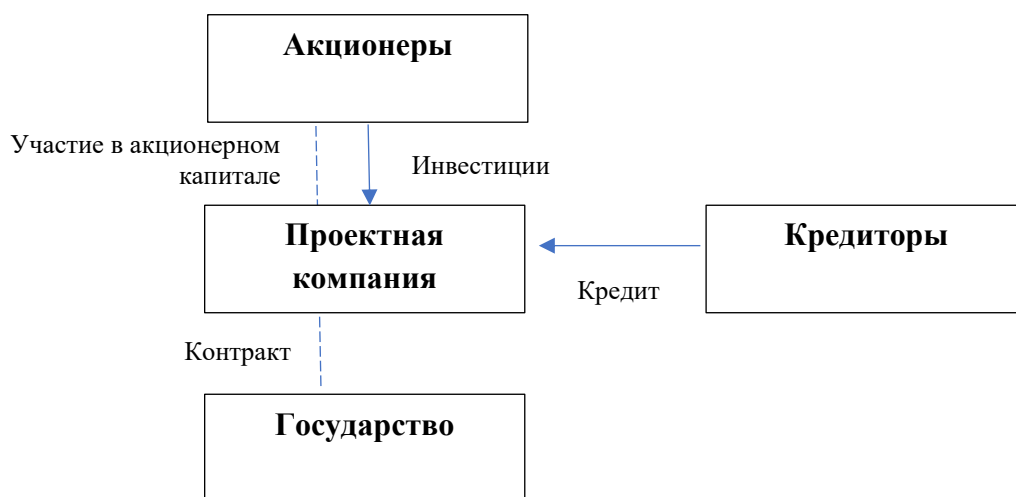 Акционеры
Участие в акционерном
капитале
Инвестиции
Проектная
компания
Кредиторы
Кредит
Контракт
Государство